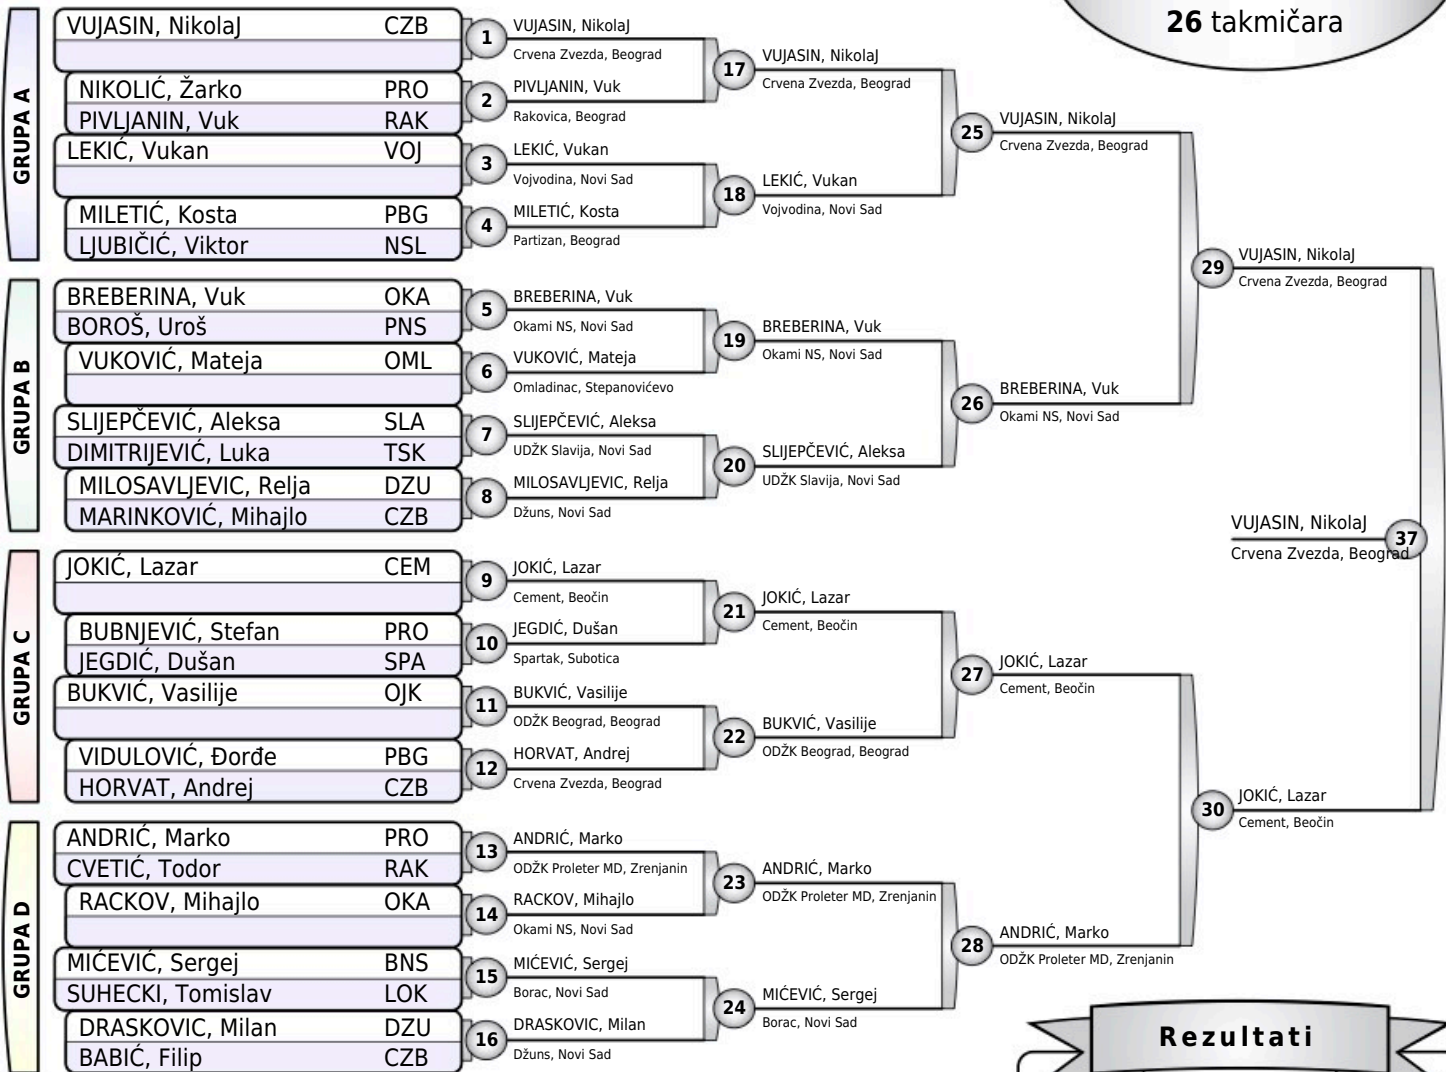 26 takmičara
GRUPA A
VUJASIN, NikolaJ CZB
NIKOLIĆ, Žarko PRO
PIVLJANIN, Vuk RAK
LEKIĆ, Vukan VOJ
MILETIĆ, Kosta PBG
LJUBIČIĆ, Viktor NSL
GRUPA B
BREBERINA, Vuk OKA
BOROŠ, Uroš PNS
VUKOVIĆ, Mateja OML
SLIJEPČEVIĆ, Aleksa SLA
DIMITRIJEVIĆ, Luka TSK
MILOSAVLJEVIC, Relja DZU
MARINKOVIĆ, Mihajlo CZB
GRUPA C
JOKIĆ, Lazar CEM
BUBNJEVIĆ, Stefan PRO
JEGDIĆ, Dušan SPA
BUKVIĆ, Vasilije OJK
VIDULOVIĆ, Đorđe PBG
HORVAT, Andrej CZB
GRUPA D
ANDRIĆ, Marko PRO
CVETIĆ, Todor RAK
RACKOV, Mihajlo OKA
MIĆEVIĆ, Sergej BNS
SUHECKI, Tomislav LOK
DRASKOVIC, Milan DZU
BABIĆ, Filip CZB
1 VUJASIN, NikolaJ
Crvena Zvezda, Beograd
2 PIVLJANIN, Vuk
Rakovica, Beograd
3 LEKIĆ, Vukan
Vojvodina, Novi Sad
4 MILETIĆ, Kosta
Partizan, Beograd
5 BREBERINA, Vuk
Okami NS, Novi Sad
6 VUKOVIĆ, Mateja
Omladinac, Stepanovićevo
7 SLIJEPČEVIĆ, Aleksa
UDŽK Slavija, Novi Sad
8 MILOSAVLJEVIC, Relja
Džuns, Novi Sad
9 JOKIĆ, Lazar
Cement, Beočin
10 JEGDIĆ, Dušan
Spartak, Subotica
11 BUKVIĆ, Vasilije
ODŽK Beograd, Beograd
12 HORVAT, Andrej
Crvena Zvezda, Beograd
13 ANDRIĆ, Marko
ODŽK Proleter MD, Zrenjanin
14 RACKOV, Mihajlo
Okami NS, Novi Sad
15 MIĆEVIĆ, Sergej
Borac, Novi Sad
16 DRASKOVIC, Milan
Džuns, Novi Sad
17 VUJASIN, NikolaJ
Crvena Zvezda, Beograd
18 LEKIĆ, Vukan
Vojvodina, Novi Sad
19 BREBERINA, Vuk
Okami NS, Novi Sad
20 SLIJEPČEVIĆ, Aleksa
UDŽK Slavija, Novi Sad
21 JOKIĆ, Lazar
Cement, Beočin
22 BUKVIĆ, Vasilije
ODŽK Beograd, Beograd
23 ANDRIĆ, Marko
ODŽK Proleter MD, Zrenjanin
24 MIĆEVIĆ, Sergej
Borac, Novi Sad
25 VUJASIN, NikolaJ
Crvena Zvezda, Beograd
26 BREBERINA, Vuk
Okami NS, Novi Sad
27 JOKIĆ, Lazar
Cement, Beočin
28 ANDRIĆ, Marko
ODŽK Proleter MD, Zrenjanin
29 VUJASIN, NikolaJ
Crvena Zvezda, Beograd
30 JOKIĆ, Lazar
Cement, Beočin
VUJASIN, NikolaJ 37
Crvena Zvezda, Beograd
Rezultati